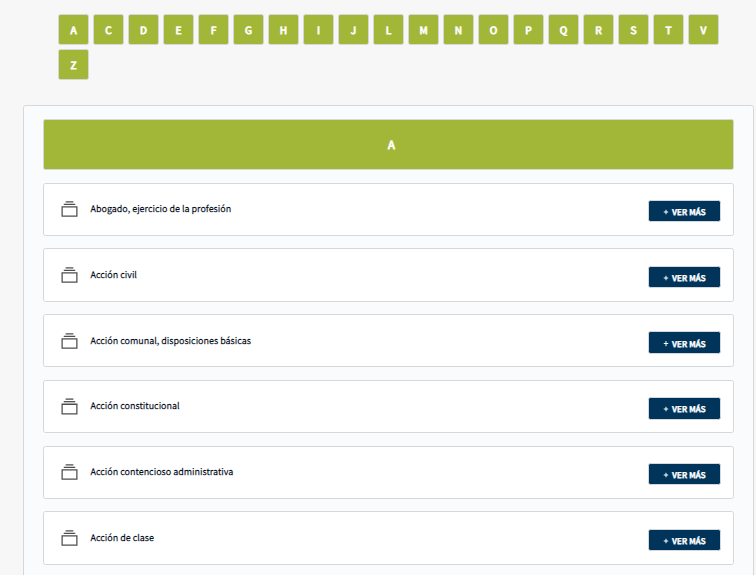 A C D E F G H I J L M N O P Q R S T V
Z
A
Abogado, ejercicio de la profesión + VER MÁS
Acción civil + VER MÁS
Acción comunal, disposiciones básicas + VER MÁS
Acción constitucional + VER MÁS
Acción contencioso administrativa + VER MÁS
Acción de clase + VER MÁS